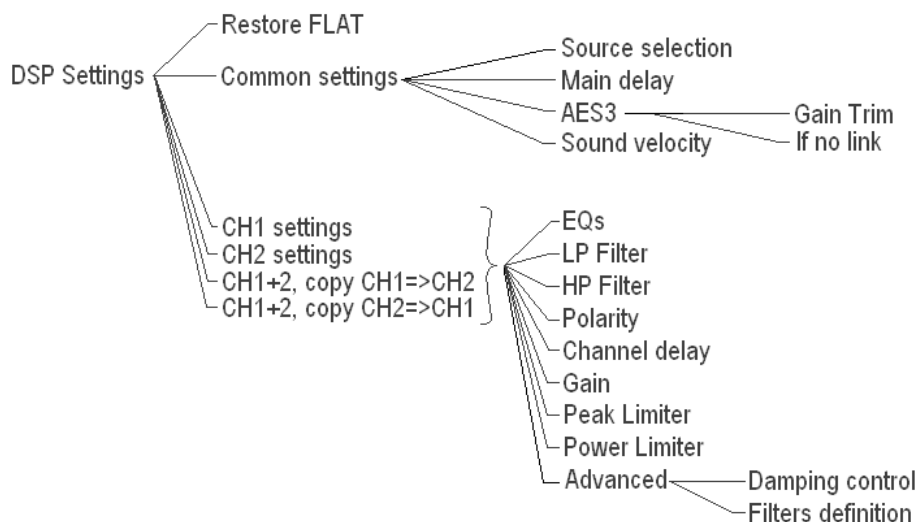 DSP Settings
Restore FLAT
Common settings
Source selection
Main delay
AES3
Gain Trim
If no link
Sound velocity
CH1 settings
CH2 settings
CH1+2, copy CH1=>CH2
CH1+2, copy CH2=>CH1
EQs
LP Filter
HP Filter
Polarity
Channel delay
Gain
Peak Limiter
Power Limiter
Advanced
Damping control
Filters definition